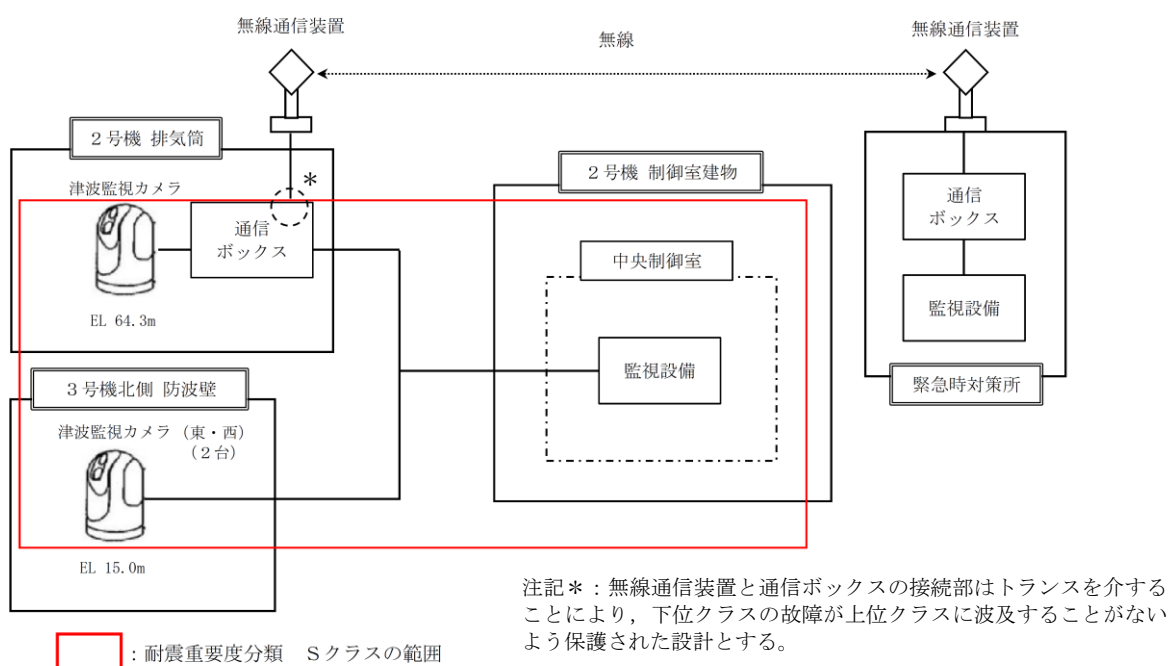 無線通信装置
無線
無線通信装置
２号機 排気筒
津波監視カメラ
＊
通信
ボックス
EL 64.3m
２号機 制御室建物
中央制御室
監視設備
通信
ボックス
監視設備
緊急時対策所
３号機北側 防波壁
津波監視カメラ（東・西）
（２台）
EL 15.0m
注記＊：無線通信装置と通信ボックスの接続部はトランスを介する
ことにより，下位クラスの故障が上位クラスに波及することがない
よう保護された設計とする。
：耐震重要度分類　Ｓクラスの範囲